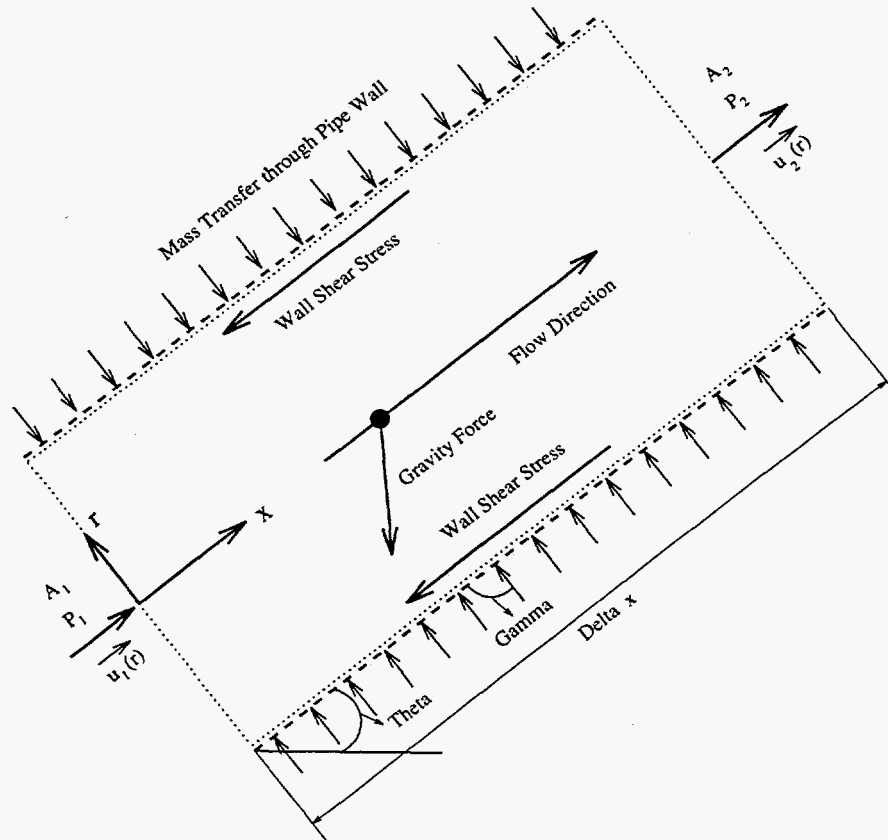 Mass Transfer through Pipe Wall
A₂
P₂
u₂(r)
Wall Shear Stress
Flow Direction
Gravity Force
Wall Shear Stress
r
X
A₁
P₁
u₁(r)
Gamma
Delta x
Theta